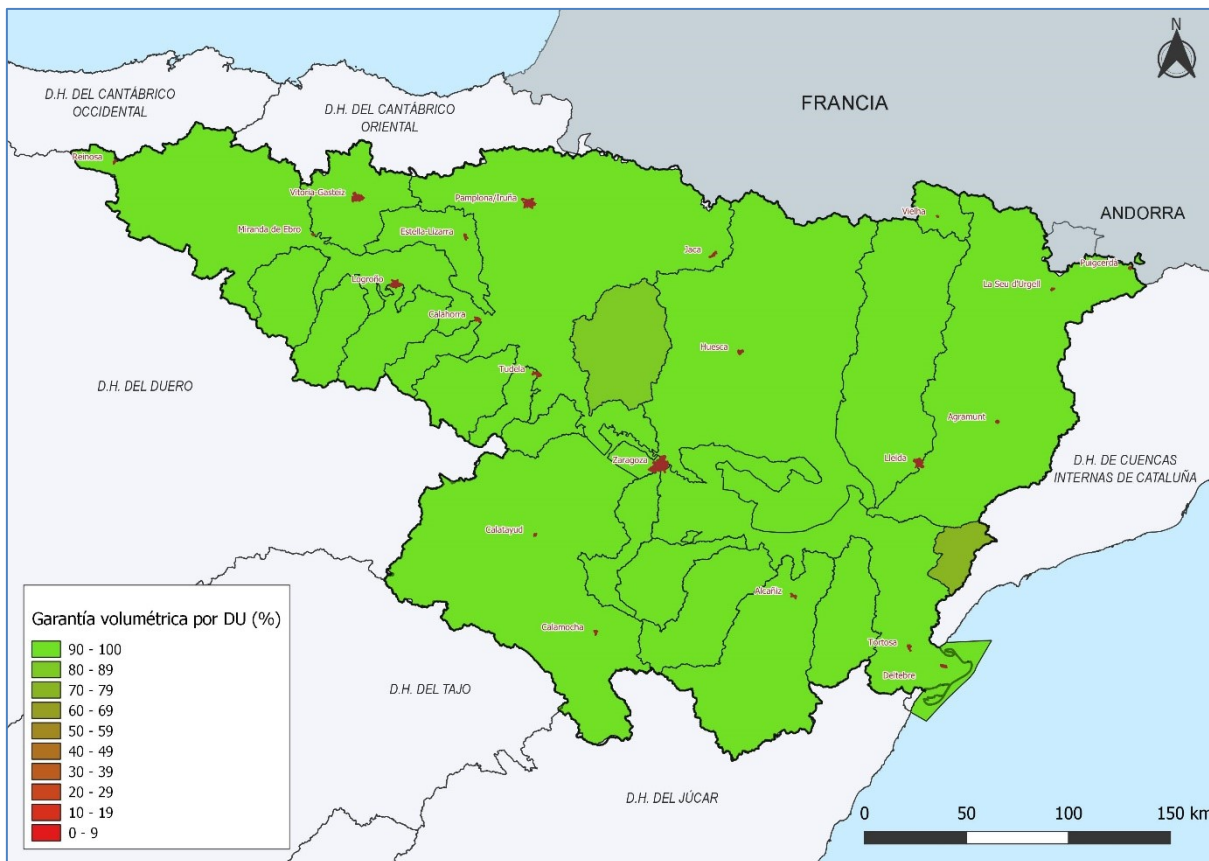 N
D.H. DEL CANTÁBRICO
OCCIDENTAL
D.H. DEL CANTÁBRICO
ORIENTAL
FRANCIA
ANDORRA
Reinosa
Vitoria-Gasteiz
Pamplona/Iruña
Vielha
Miranda de Ebro
Estella-Lizarra
Jaca
Puigcerdá
La Seu d'Urgell
Logroño
Calahorra
Huesca
Tudela
D.H. DEL DUERO
Agramunt
Zaragoza
Lleida
D.H. DE CUENCAS
INTERNAS DE CATALUÑA
Calatayud
Alcañiz
Calamocha
Tortosa
Deltebre
D.H. DEL TAJO
D.H. DEL JÚCAR
Garantía volumétrica por DU (%)
90 - 100
80 - 89
70 - 79
60 - 69
50 - 59
40 - 49
30 - 39
20 - 29
10 - 19
0 - 9
0 50 100 150 km